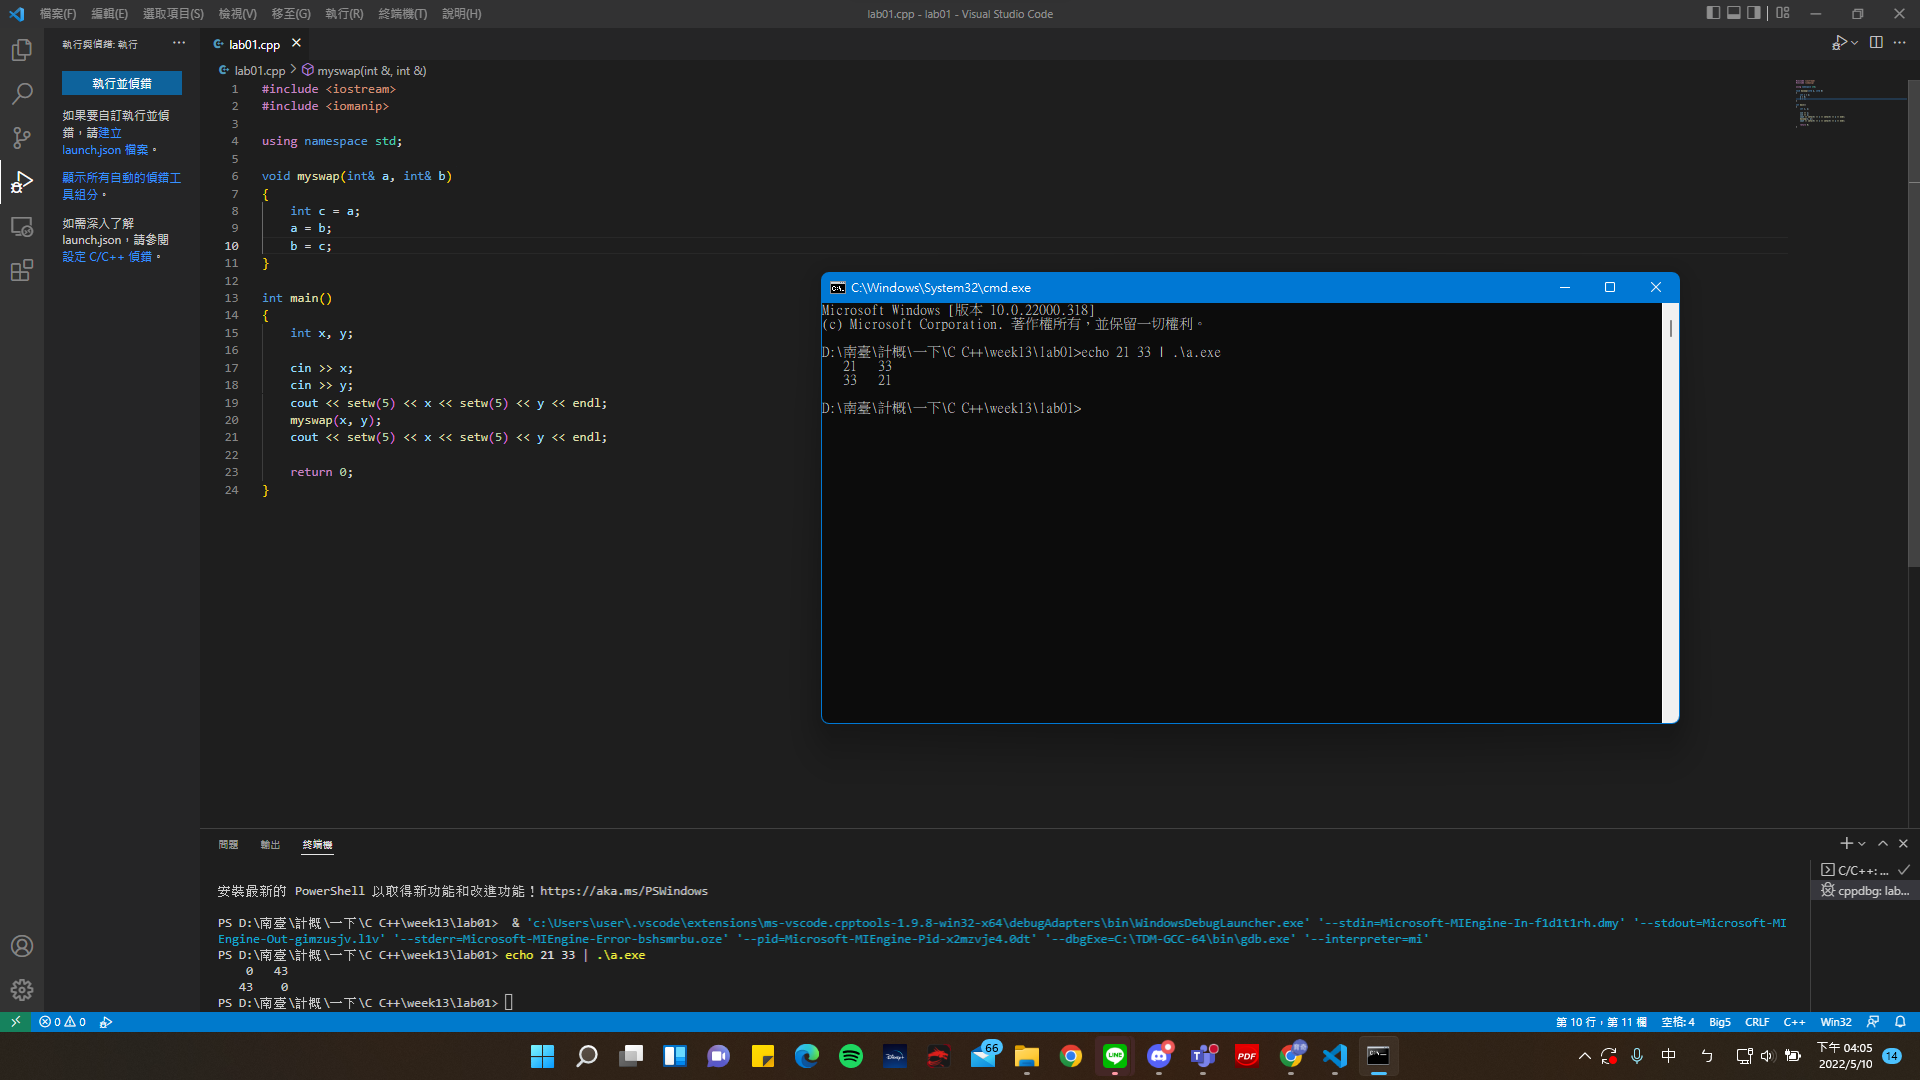 檔案(F) 編輯(E) 選取項目(S) 檢視(V) 移至(G) 執行(R) 終端機(T) 說明(H)
lab01.cpp - lab01 - Visual Studio Code
執行與偵錯: 執行
執行並偵錯
如果要自訂執行並偵
錯，請建立
launch.json 檔案。
顯示所有自動的偵錯工
具組分。
如需深入了解
launch.json，請參閱
設定 C/C++ 偵錯。
lab01.cpp
lab01.cpp > myswap(int &, int &)
1 #include <iostream>
2 #include <iomanip>
3
4 using namespace std;
5
6 void myswap(int& a, int& b)
7 {
8 int c = a;
9 a = b;
10 b = c;
11 }
12
13 int main()
14 {
15 int x, y;
16
17 cin >> x;
18 cin >> y;
19 cout << setw(5) << x << setw(5) << y << endl;
20 myswap(x, y);
21 cout << setw(5) << x << setw(5) << y << endl;
22
23 return 0;
24 }
C:\Windows\System32\cmd.exe
Microsoft Windows [版本 10.0.22000.318]
(c) Microsoft Corporation. 著作權所有，並保留一切權利。
D:\南臺\計概\一下\C C++\week13\lab01>echo 21 33 | .\a.exe
21 33
33 21
D:\南臺\計概\一下\C C++\week13\lab01>
問題 輸出 終端機
安裝最新的 PowerShell 以取得新功能和改進功能！https://aka.ms/PSWindows
PS D:\南臺\計概\一下\C C++\week13\lab01>  & 'c:\Users\user\.vscode\extensions\ms-vscode.cpptools-1.9.8-win32-x64\debugAdapters\bin\WindowsDebugLauncher.exe' '--stdin=Microsoft-MIEngine-In-f1d1t1rh.dmy' '--stdout=Microsoft-MI
Engine-Out-gimzusjv.l1v' '--stderr=Microsoft-MIEngine-Error-bshsmrbu.oze' '--pid=Microsoft-MIEngine-Pid-x2mzvje4.0dt' '--dbgExe=C:\TDM-GCC-64\bin\gdb.exe' '--interpreter=mi'
PS D:\南臺\計概\一下\C C++\week13\lab01> echo 21 33 | .\a.exe
0 43
43 0
PS D:\南臺\計概\一下\C C++\week13\lab01>
C/C++: ...
cppdbg: lab...
0 0
第 10 行，第 11 欄 空格: 4 Big5 CRLF C++ Win32
Disney+
66
LINE
PDF
中
ㄅ
下午 04:05
2022/5/10
14